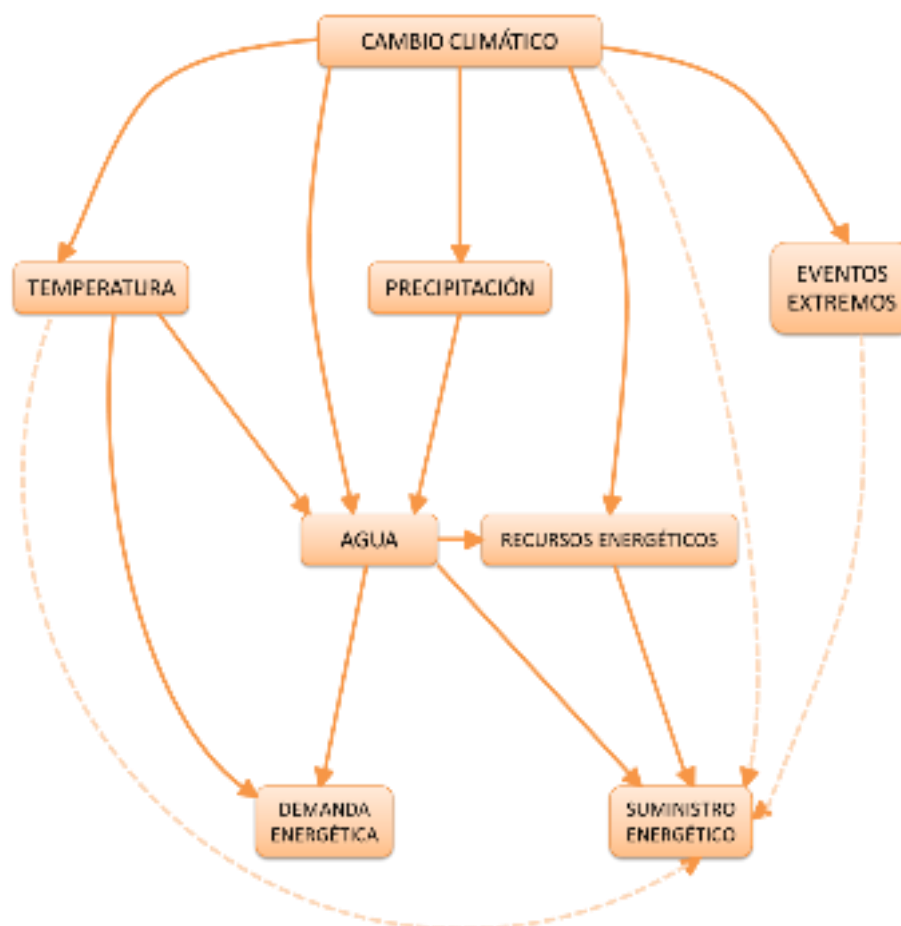 CAMBIO CLIMÁTICO
TEMPERATURA
PRECIPITACIÓN
EVENTOS
EXTREMOS
AGUA
RECURSOS ENERGÉTICOS
DEMANDA
ENERGÉTICA
SUMINISTRO
ENERGÉTICO